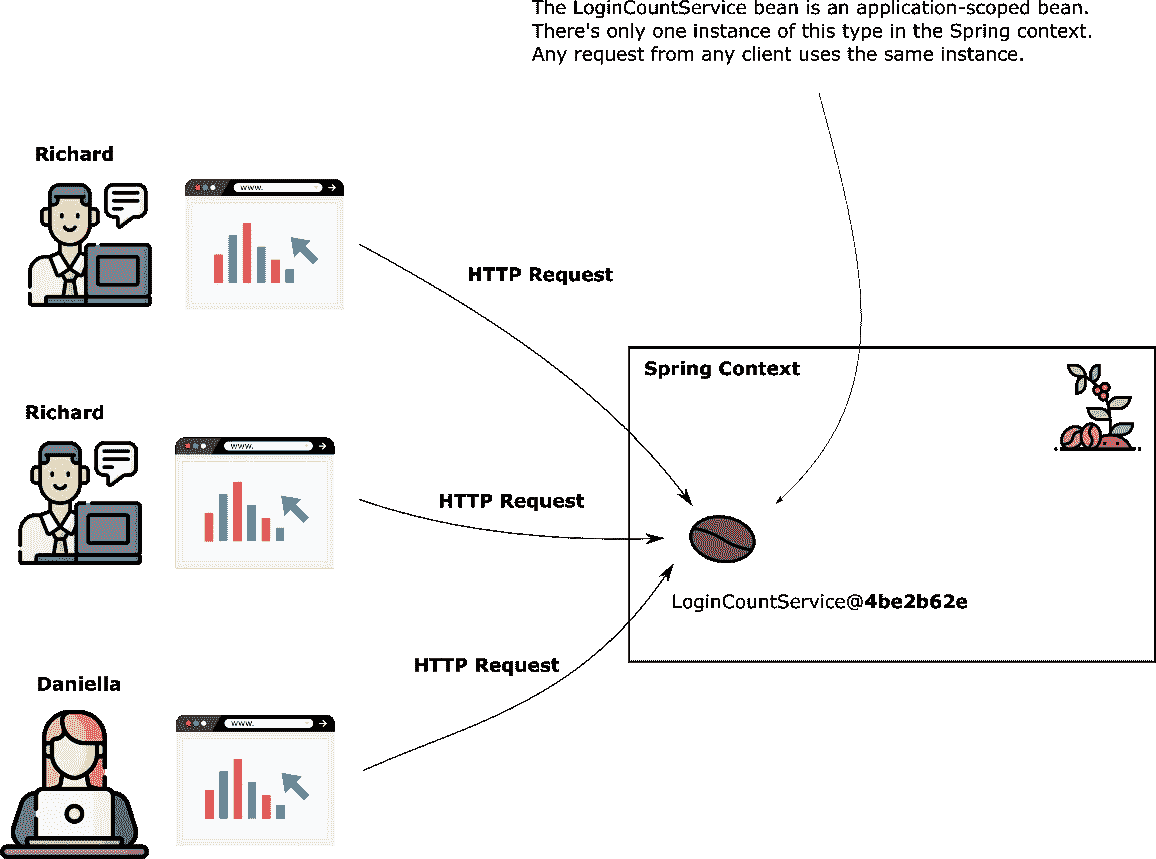 The LoginCountService bean is an application-scoped bean.
There's only one instance of this type in the Spring context.
Any request from any client uses the same instance.
Richard
www.
HTTP Request
Spring Context
Richard
www.
HTTP Request
LoginCountService@4be2b62e
HTTP Request
Daniella
www.